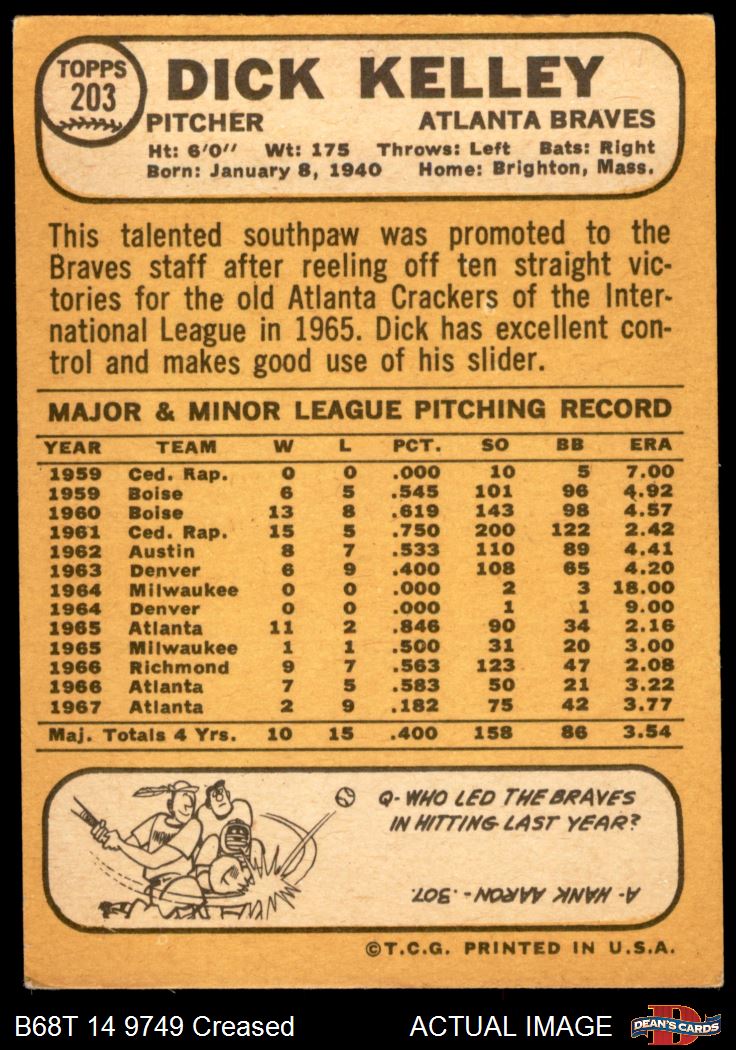 TOPPS
203
DICK KELLEY
PITCHER ATLANTA BRAVES
Ht: 6'0" Wt: 175 Throws: Left Bats: Right
Born: January 8, 1940 Home: Brighton, Mass.
This talented southpaw was promoted to the
Braves staff after reeling off ten straight vic-
tories for the old Atlanta Crackers of the Inter-
national League in 1965. Dick has excellent con-
trol and makes good use of his slider.
MAJOR & MINOR LEAGUE PITCHING RECORD
YEAR TEAM W L PCT. SO BB ERA
1959 Ced. Rap. 0 0 .000 10 5 7.00
1959 Boise 6 5 .545 101 96 4.92
1960 Boise 13 8 .619 143 98 4.57
1961 Ced. Rap. 15 5 .750 200 122 2.42
1962 Austin 8 7 .533 110 89 4.41
1963 Denver 6 9 .400 108 65 4.20
1964 Milwaukee 0 0 .000 2 3 18.00
1964 Denver 0 0 .000 1 1 9.00
1965 Atlanta 11 2 .846 90 34 2.16
1965 Milwaukee 1 1 .500 31 20 3.00
1966 Richmond 9 7 .563 123 47 2.08
1966 Atlanta 7 5 .583 50 21 3.22
1967 Atlanta 2 9 .182 75 42 3.77
Maj. Totals 4 Yrs. 10 15 .400 158 86 3.54
Q- WHO LED THE BRAVES
IN HITTING LAST YEAR?
A- HANK AARON - .307.
©T.C.G. PRINTED IN U.S.A.
B68T 14 9749 Creased ACTUAL IMAGE
DEAN'S CARDS